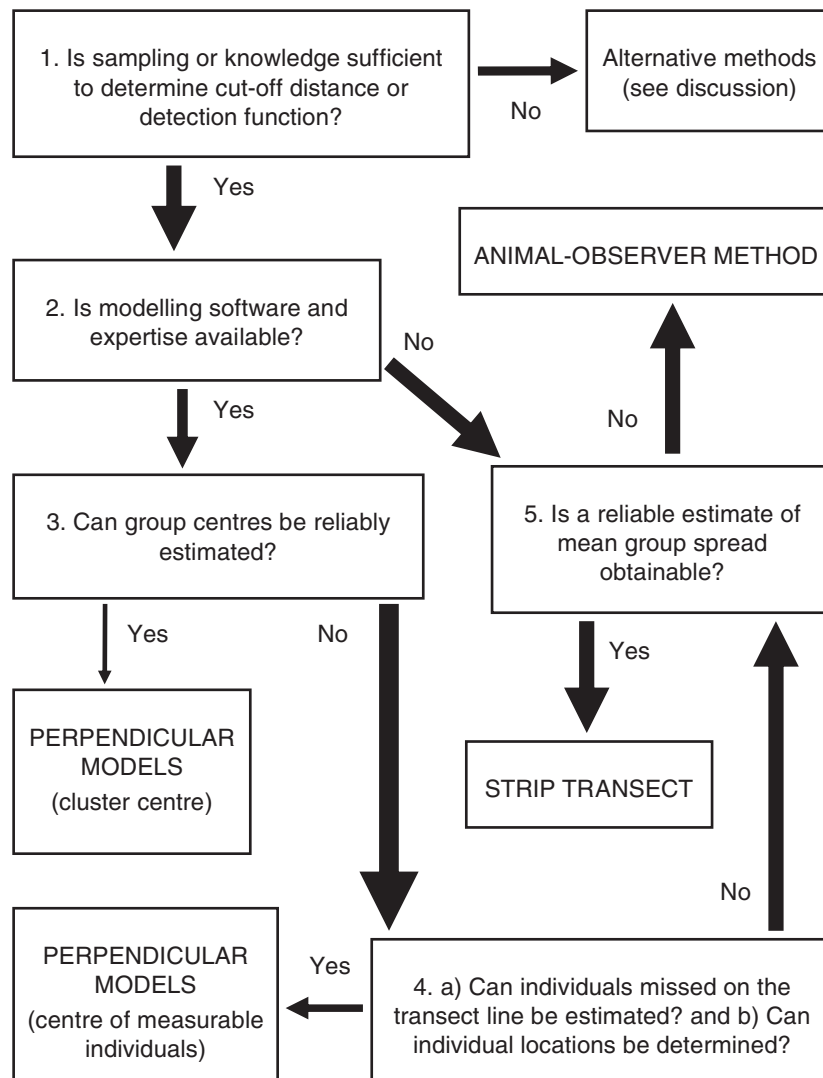 1. Is sampling or knowledge sufficient
to determine cut-off distance or
detection function?
No
Alternative methods
(see discussion)
Yes
ANIMAL-OBSERVER METHOD
2. Is modelling software and
expertise available?
No
Yes
No
3. Can group centres be reliably
estimated?
5. Is a reliable estimate of
mean group spread
obtainable?
Yes
No
Yes
PERPENDICULAR
MODELS
(cluster centre)
STRIP TRANSECT
No
PERPENDICULAR
MODELS
(centre of measurable
individuals)
Yes
4. a) Can individuals missed on the
transect line be estimated? and b) Can
individual locations be determined?